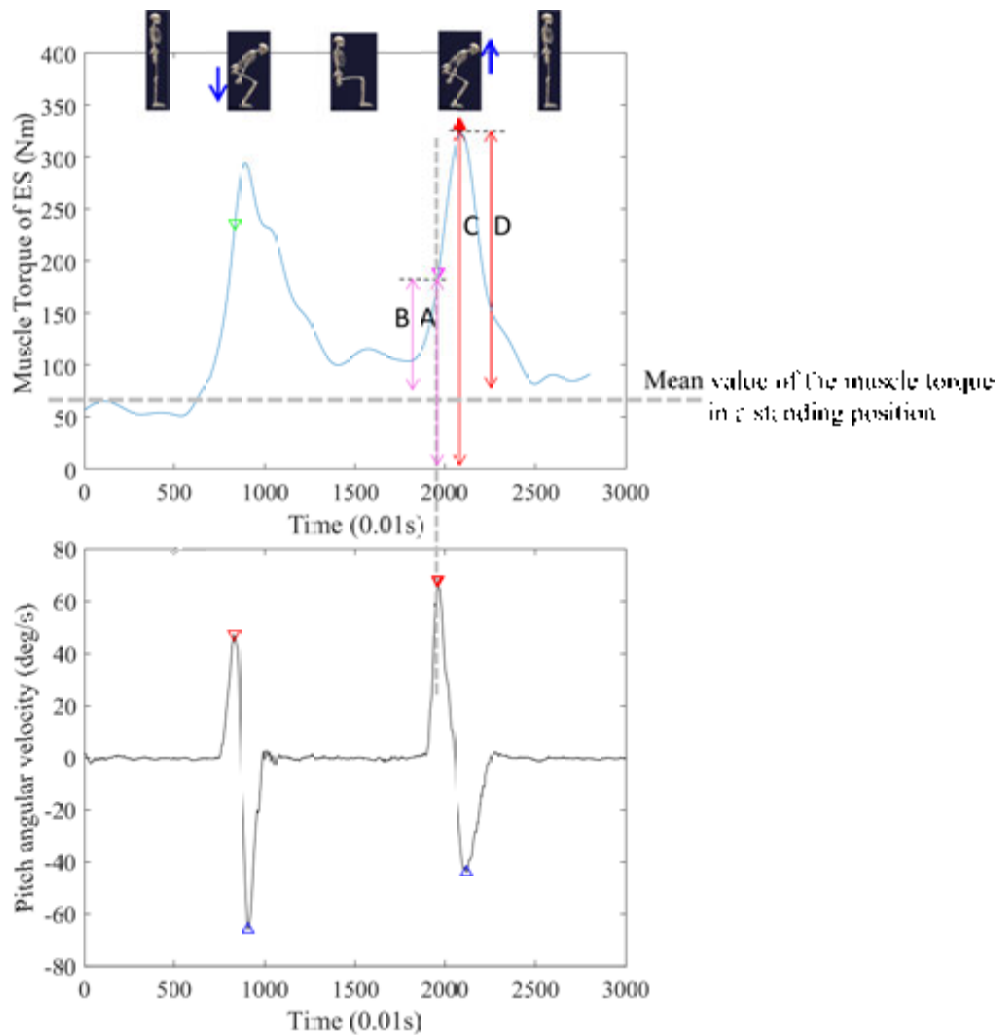 400
350
300
250
200
150
100
50
0
Muscle Torque of ES (Nm)
B A C D
Mean value of the muscle torque
in a standing position
0 500 1000 1500 2000 2500 3000
Time (0.01s)
80
60
40
20
0
-20
-40
-60
-80
Pitch angular velocity (deg/s)
0 500 1000 1500 2000 2500 3000
Time (0.01s)